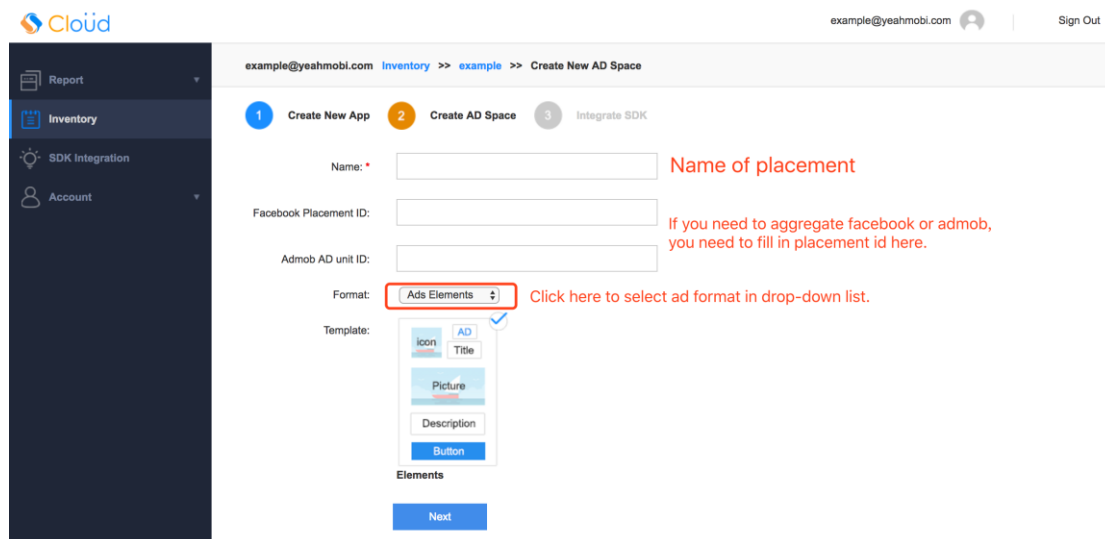 Cloüd
example@yeahmobi.com
Sign Out
Report
Inventory
SDK Integration
Account
example@yeahmobi.com Inventory >> example >> Create New AD Space
1 Create New App 2 Create AD Space 3 Integrate SDK
Name: *
Name of placement
Facebook Placement ID:
If you need to aggregate facebook or admob,
you need to fill in placement id here.
Admob AD unit ID:
Format: Ads Elements
Click here to select ad format in drop-down list.
Template:
icon
AD
Title
Picture
Description
Button
Elements
Next